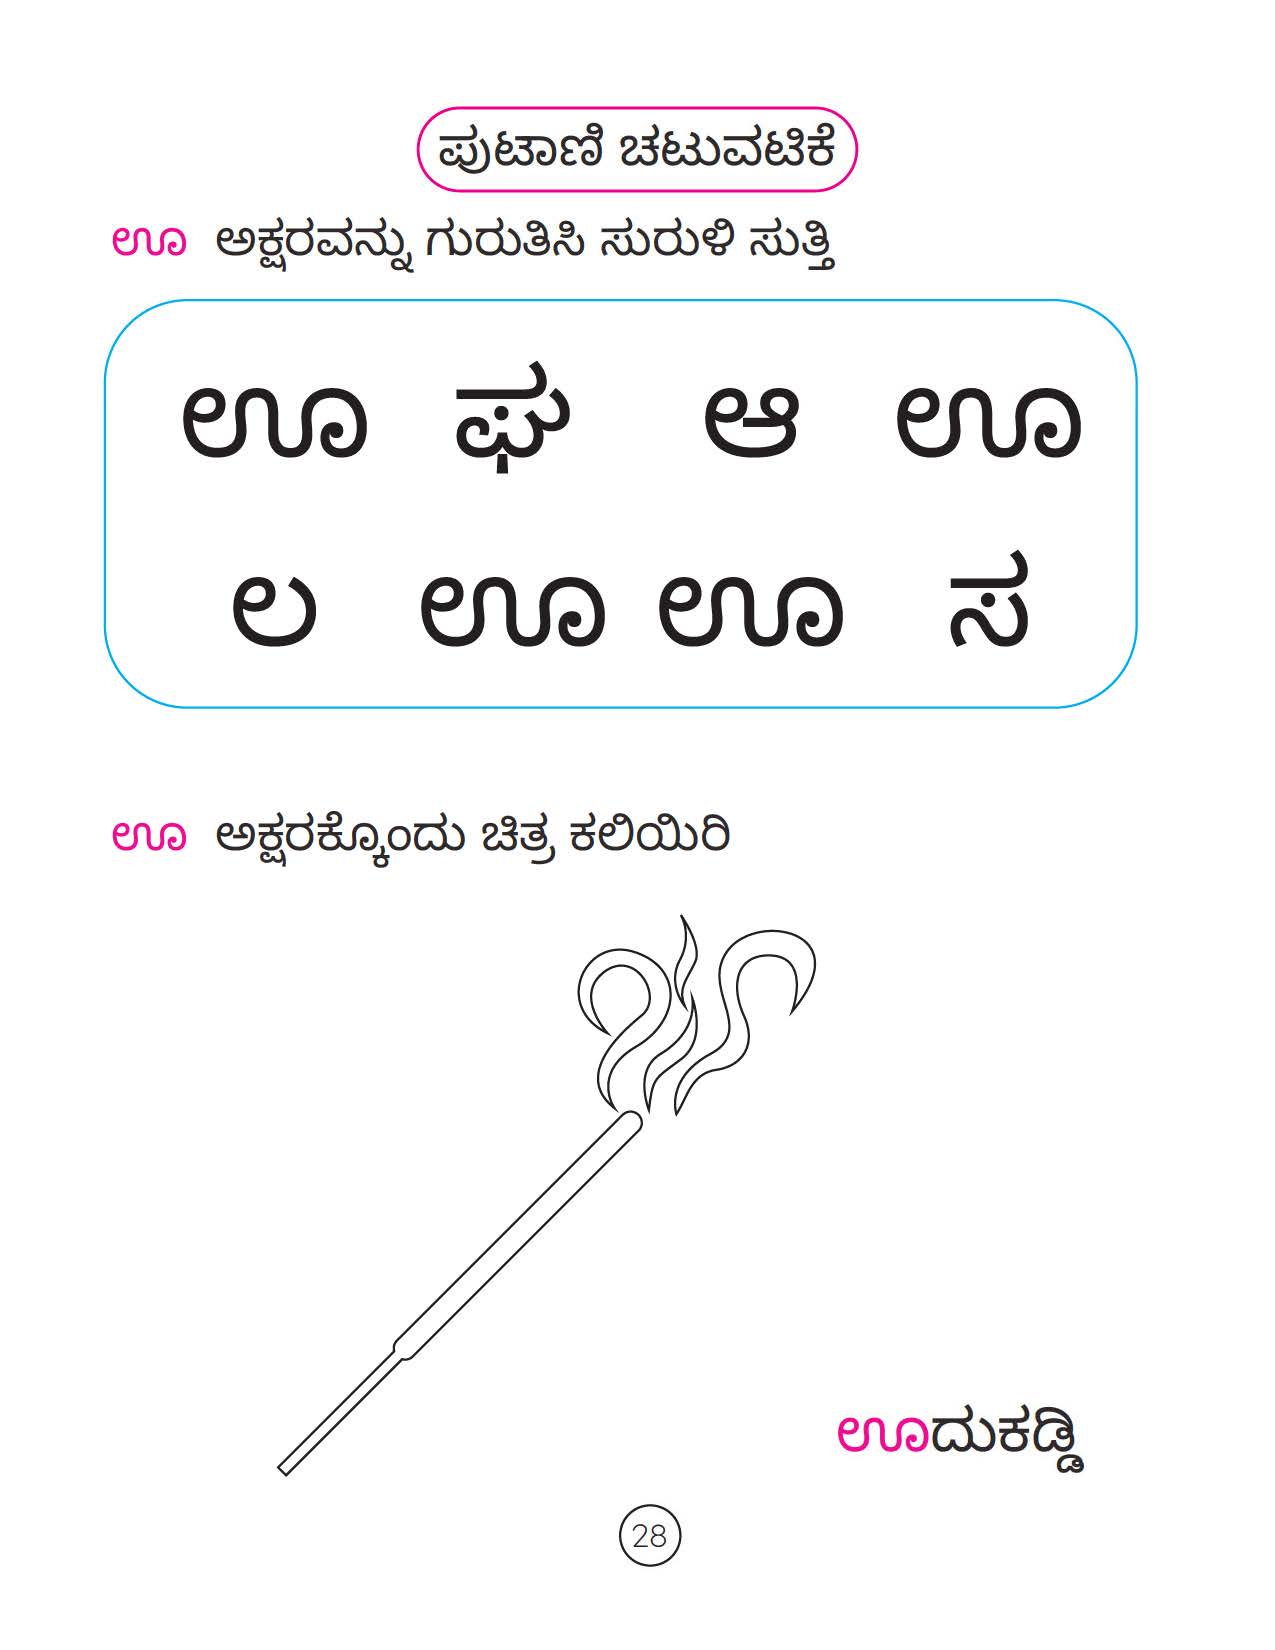 ಪುಟಾಣಿ ಚಟುವಟಿಕೆ
ಊ ಅಕ್ಷರವನ್ನು ಗುರುತಿಸಿ ಸುರುಳಿ ಸುತ್ತಿ
ಊ ಘ ಆ ಊ
ಲ ಊ ಊ ಸ
ಊ ಅಕ್ಷರಕ್ಕೊಂದು ಚಿತ್ರ ಕಲಿಯಿರಿ
ಊದುಕಡ್ಡಿ
28